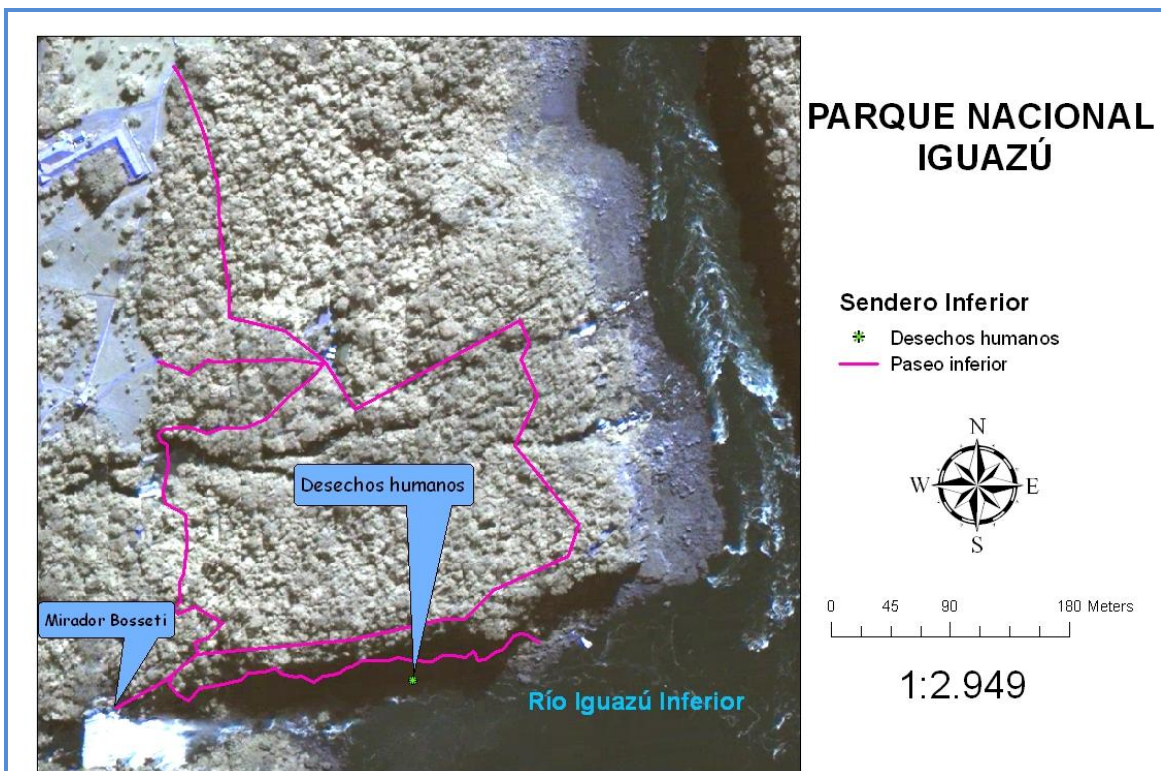 PARQUE NACIONAL
IGUAZÚ
Sendero Inferior
Desechos humanos
Paseo inferior
N
W E
S
0 45 90 180 Meters
1:2.949
Desechos humanos
Mirador Bosseti
Río Iguazú Inferior